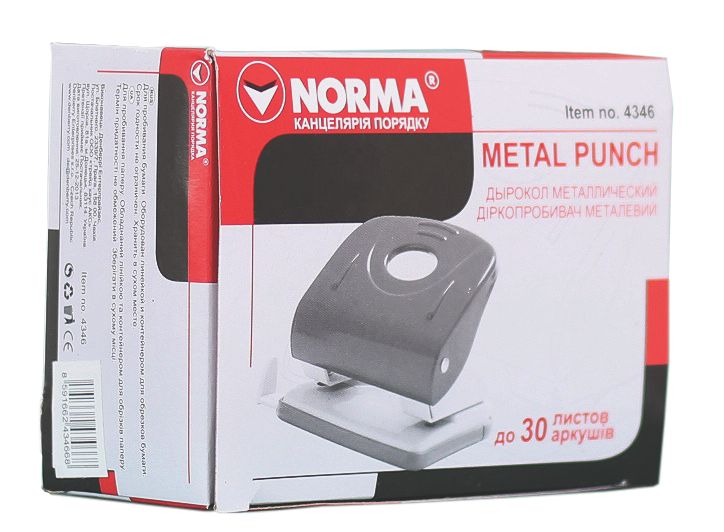 NORMA®
КАНЦЕЛЯРІЯ ПОРЯДКУ
Item no. 4346
METAL PUNCH
ДЫРОКОЛ МЕТАЛЛИЧЕСКИЙ
ДІРКОПРОБИВАЧ МЕТАЛЕВИЙ
до 30 листов
аркушів
NORMA®
КАНЦЕЛЯРІЯ ПОРЯДКУ
Для пробивания бумаги. Оборудован линейкой и контейнером для обрезков бумаги.
Срок годности не ограничен. Хранить в сухом месте.
Для пробивання паперу. Обладнаний лінійкою та контейнером для обрізків паперу.
Термін придатності не обмежений. Зберігати в сухому місці.
Item no. 4346
CE
8 591662 434668